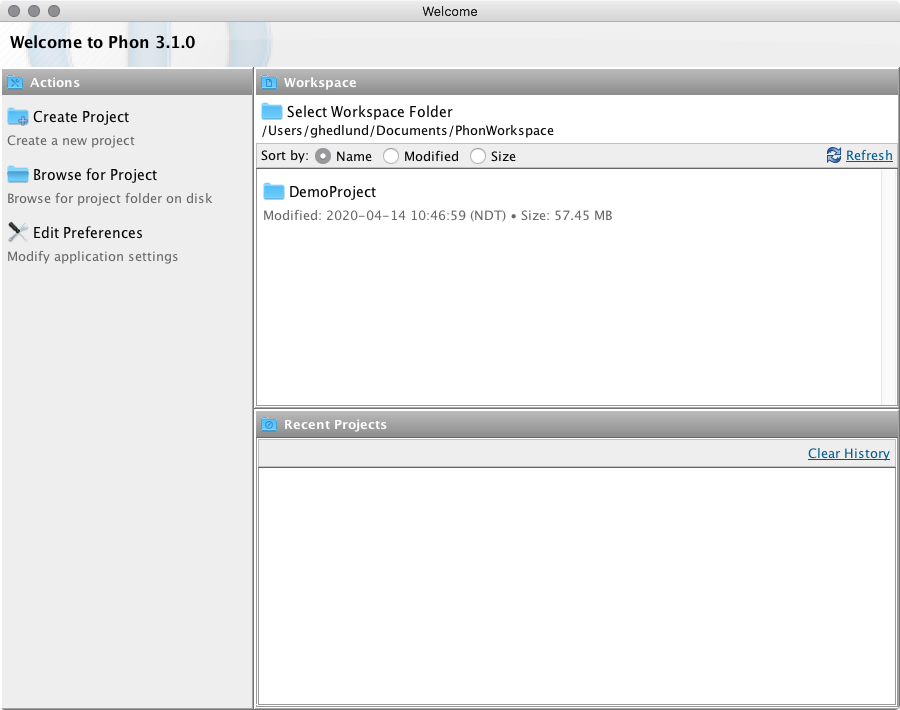 Welcome
Welcome to Phon 3.1.0
Actions
Create Project
Create a new project
Browse for Project
Browse for project folder on disk
Edit Preferences
Modify application settings
Workspace
Select Workspace Folder
/Users/ghedlund/Documents/PhonWorkspace
Sort by: Name Modified Size Refresh
DemoProject
Modified: 2020-04-14 10:46:59 (NDT) • Size: 57.45 MB
Recent Projects
Clear History